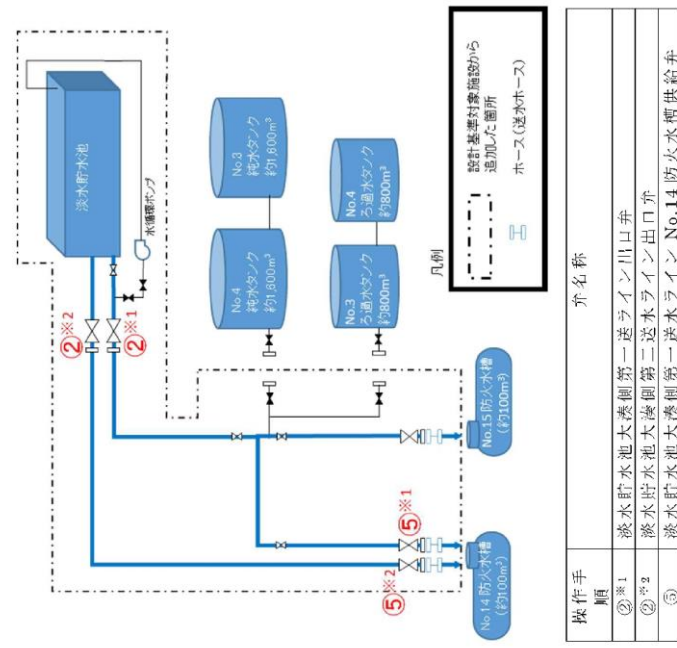 淡水貯水池
水循環ポンプ
②※2
②※1
No.3
純水タンク
約1,600m³
No.4
純水タンク
約1,600m³
No.4
ろ過水タンク
約800m³
No.3
ろ過水タンク
約800m³
⑤※1
⑤※2
No.15 防火水槽
(約100m³)
No.14 防火水槽
(約100m³)
凡例
設計基準対象施設から
追加した箇所
ホース(送水ホース)
操作手順
弁名称
②※1
淡水貯水池大湊側第一送ライン出口弁
②※2
淡水貯水池大湊側第二送水ライン出口弁
⑤
淡水貯水池大湊側第一送水ライン No.14 防火水槽供給弁